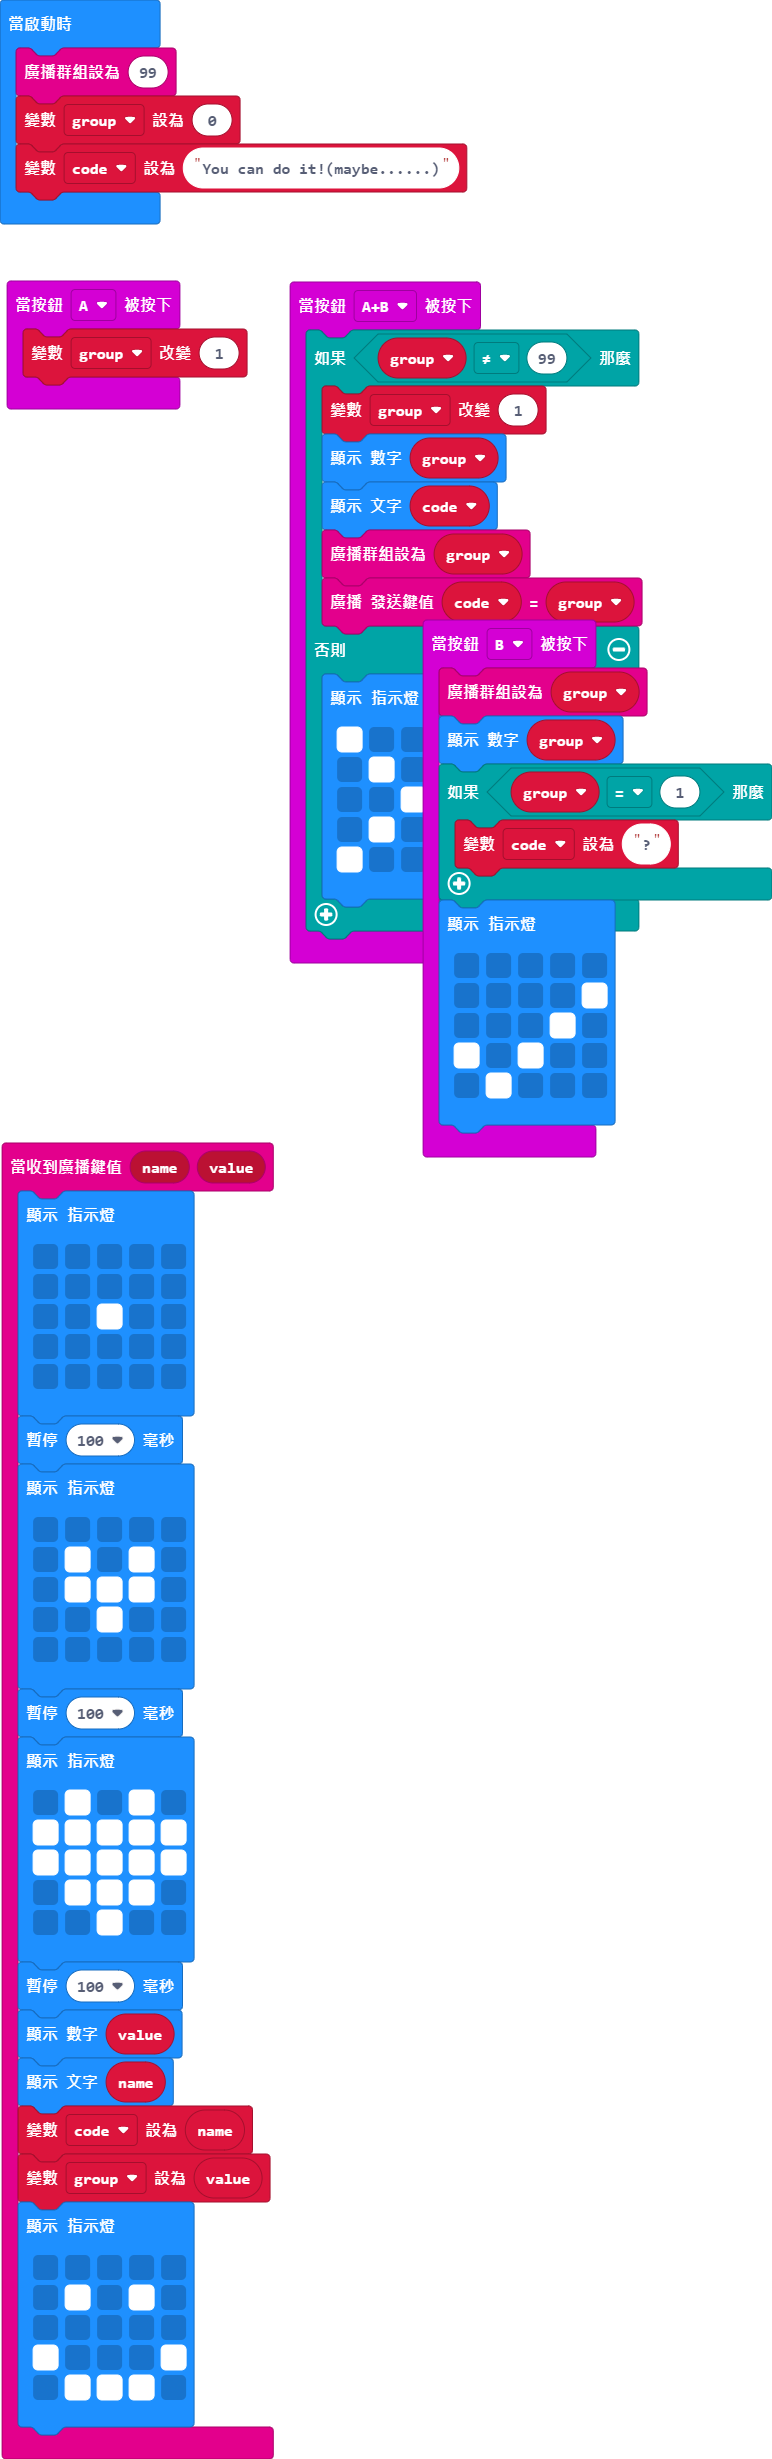 當啟動時
廣播群組設為 99
變數 group 設為 0
變數 code 設為 "You can do it!(maybe......)"
當按鈕 A 被按下
變數 group 改變 1
當按鈕 A+B 被按下
如果 group ≠ 99 那麼
變數 group 改變 1
顯示 數字 group
顯示 文字 code
廣播群組設為 group
廣播 發送鍵值 code = group
否則
顯示 指示燈
當按鈕 B 被按下
廣播群組設為 group
顯示 數字 group
如果 group = 1 那麼
變數 code 設為 "?"
顯示 指示燈
當收到廣播鍵值 name value
顯示 指示燈
暫停 100 毫秒
顯示 指示燈
暫停 100 毫秒
顯示 指示燈
暫停 100 毫秒
顯示 數字 value
顯示 文字 name
變數 code 設為 name
變數 group 設為 value
顯示 指示燈